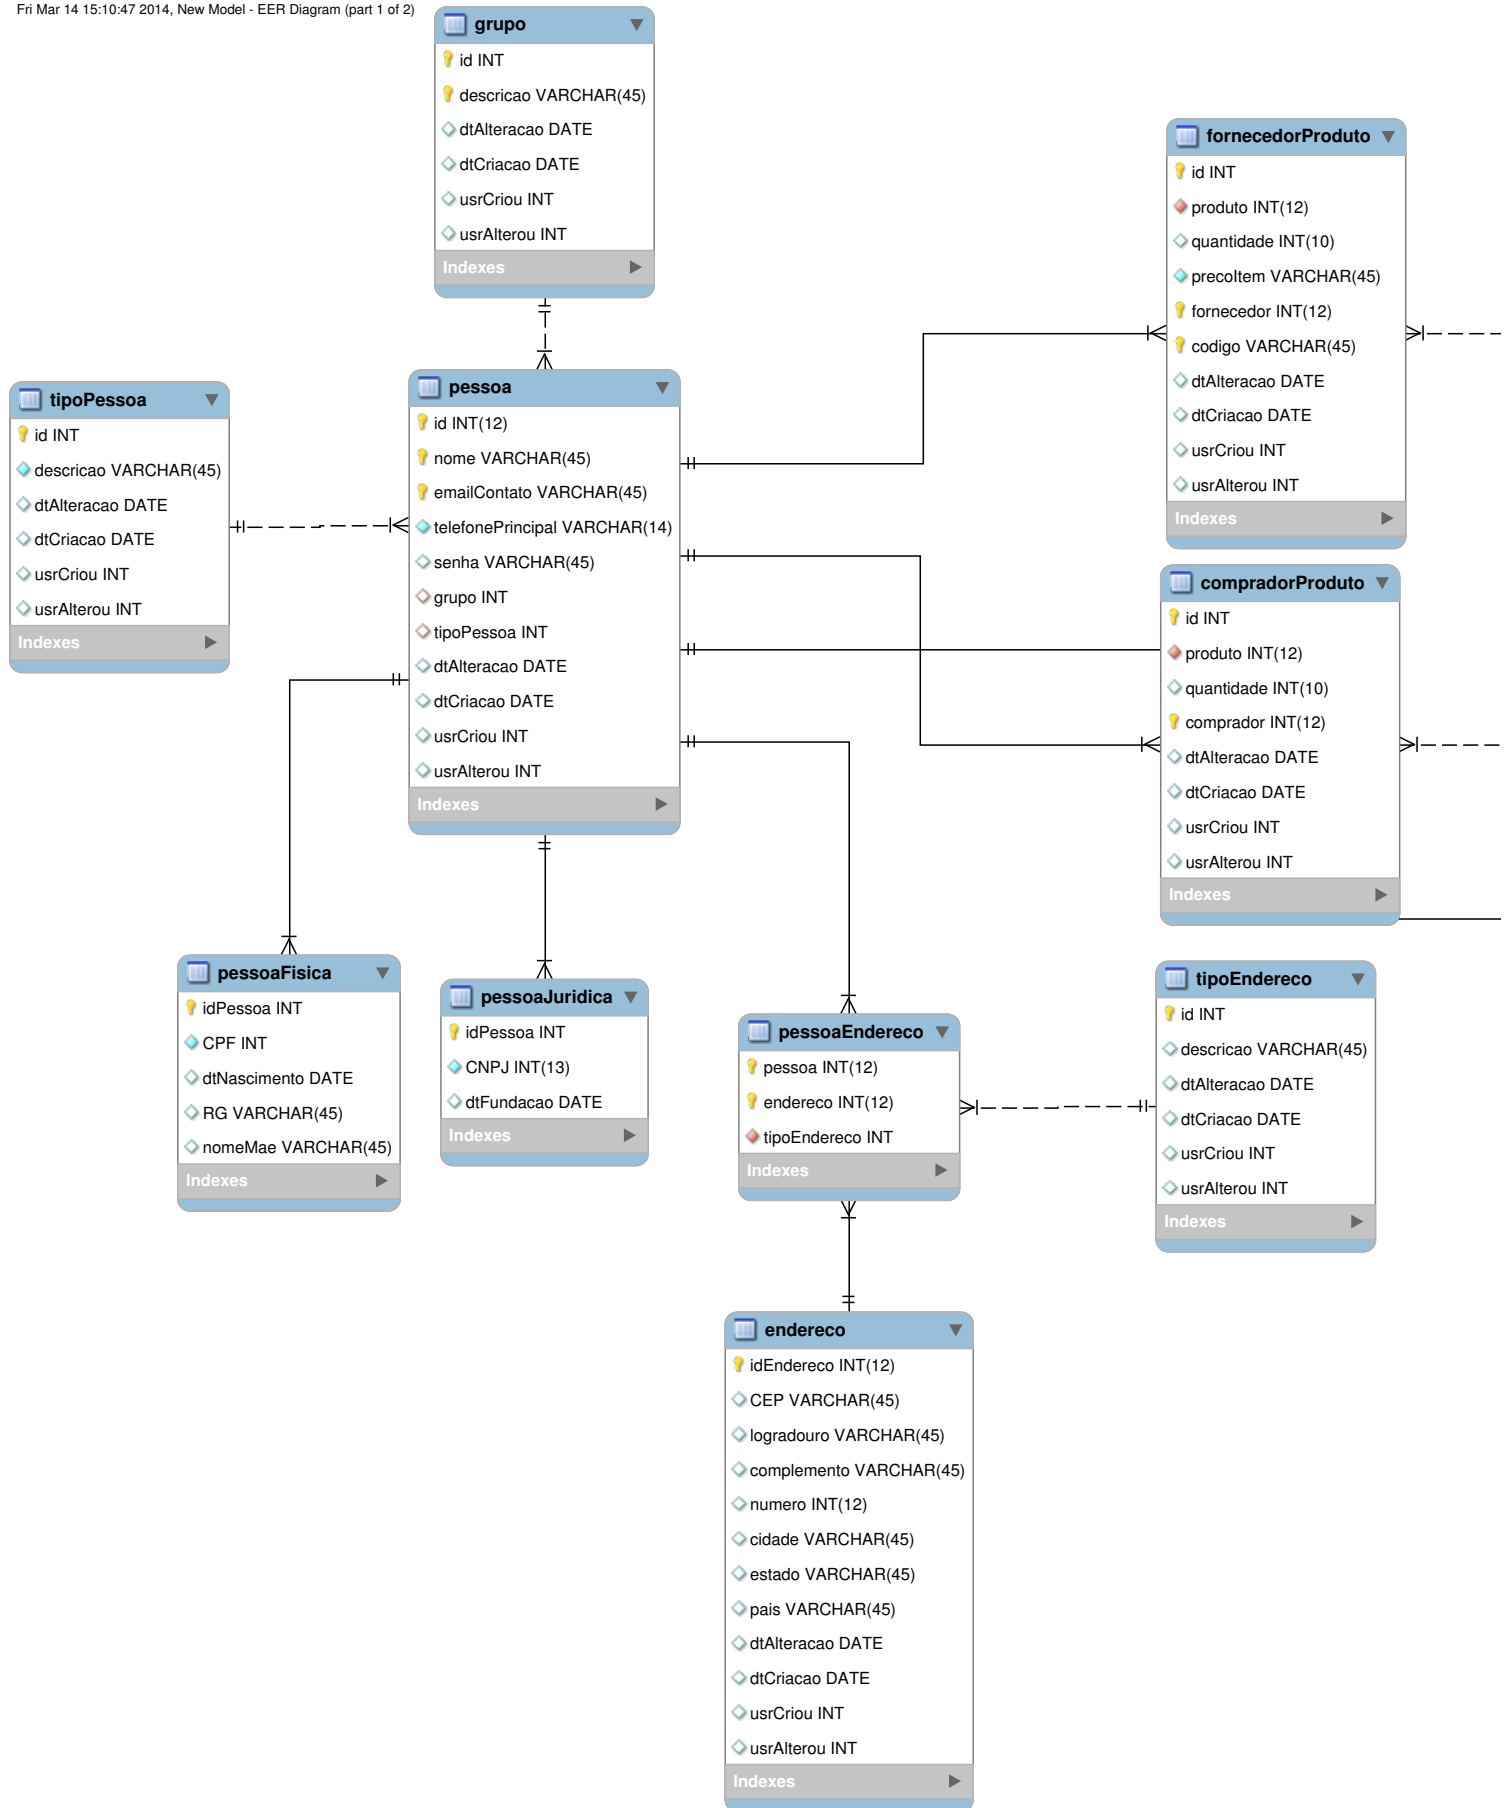 Fri Mar 14 15:10:47 2014, New Model - EER Diagram (part 1 of 2)
grupo
id INT
descricao VARCHAR(45)
dtAlteracao DATE
dtCriacao DATE
usrCriou INT
usrAlterou INT
Indexes
fornecedorProduto
id INT
produto INT(12)
quantidade INT(10)
precoItem VARCHAR(45)
fornecedor INT(12)
codigo VARCHAR(45)
dtAlteracao DATE
dtCriacao DATE
usrCriou INT
usrAlterou INT
Indexes
tipoPessoa
id INT
descricao VARCHAR(45)
dtAlteracao DATE
dtCriacao DATE
usrCriou INT
usrAlterou INT
Indexes
pessoa
id INT(12)
nome VARCHAR(45)
emailContato VARCHAR(45)
telefonePrincipal VARCHAR(14)
senha VARCHAR(45)
grupo INT
tipoPessoa INT
dtAlteracao DATE
dtCriacao DATE
usrCriou INT
usrAlterou INT
Indexes
compradorProduto
id INT
produto INT(12)
quantidade INT(10)
comprador INT(12)
dtAlteracao DATE
dtCriacao DATE
usrCriou INT
usrAlterou INT
Indexes
pessoaFisica
idPessoa INT
CPF INT
dtNascimento DATE
RG VARCHAR(45)
nomeMae VARCHAR(45)
Indexes
pessoaJuridica
idPessoa INT
CNPJ INT(13)
dtFundacao DATE
Indexes
pessoaEndereco
pessoa INT(12)
endereco INT(12)
tipoEndereco INT
Indexes
tipoEndereco
id INT
descricao VARCHAR(45)
dtAlteracao DATE
dtCriacao DATE
usrCriou INT
usrAlterou INT
Indexes
endereco
idEndereco INT(12)
CEP VARCHAR(45)
logradouro VARCHAR(45)
complemento VARCHAR(45)
numero INT(12)
cidade VARCHAR(45)
estado VARCHAR(45)
pais VARCHAR(45)
dtAlteracao DATE
dtCriacao DATE
usrCriou INT
usrAlterou INT
Indexes